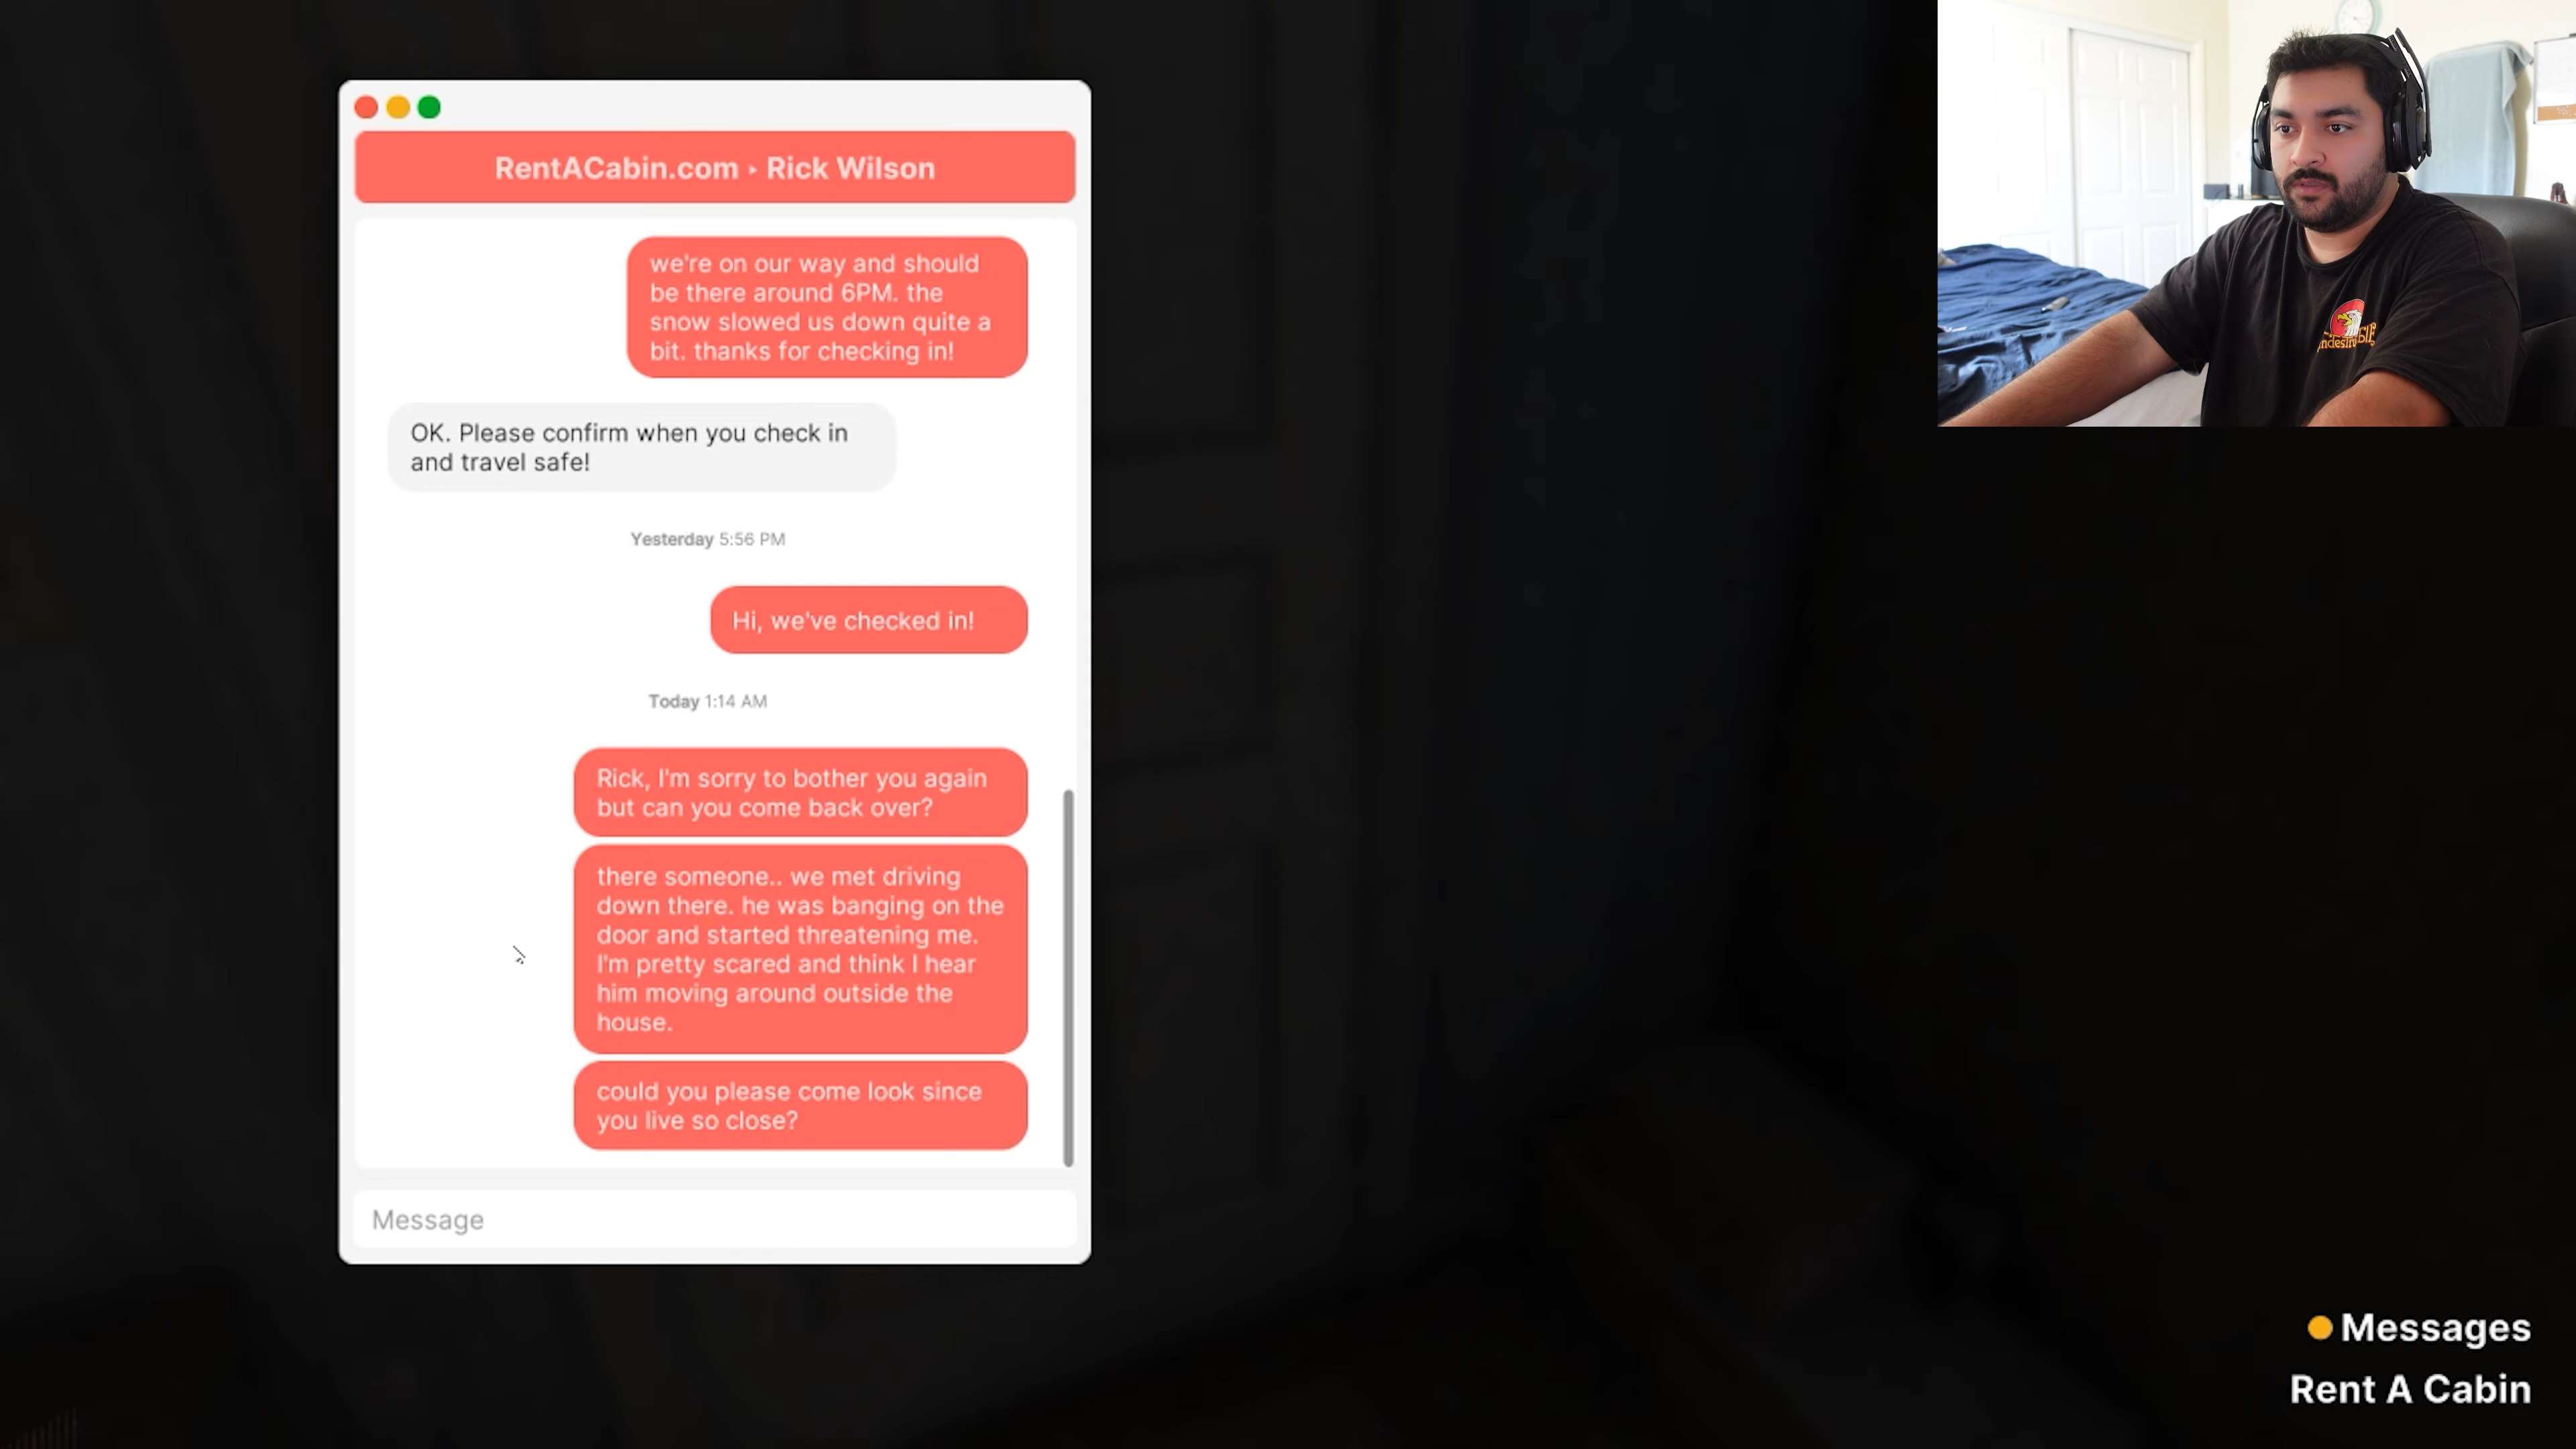 RentACabin.com ▸ Rick Wilson
we're on our way and should
be there around 6PM. the
snow slowed us down quite a
bit. thanks for checking in!
OK. Please confirm when you check in
and travel safe!
Yesterday 5:56 PM
Hi, we've checked in!
Today 1:14 AM
Rick, I'm sorry to bother you again
but can you come back over?
there someone.. we met driving
down there. he was banging on the
door and started threatening me.
I'm pretty scared and think I hear
him moving around outside the
house.
could you please come look since
you live so close?
Message
Messages
Rent A Cabin